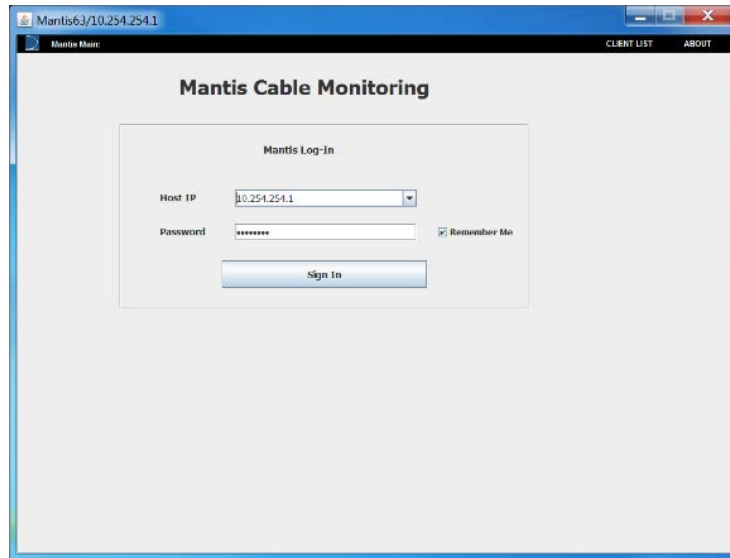 Mantis63/10.254.254.1
Mantis Main: CLIENT LIST ABOUT
Mantis Cable Monitoring
Mantis Log-In
Host IP 10.254.254.1
Password ******** Remember Me
Sign In